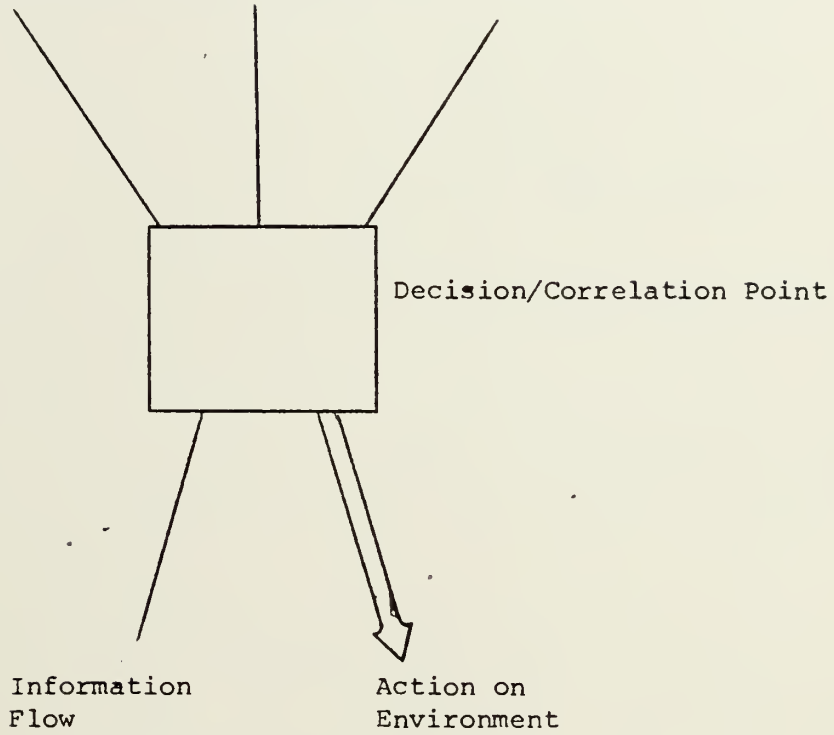 Decision/Correlation Point
Information
Flow
Action on
Environment